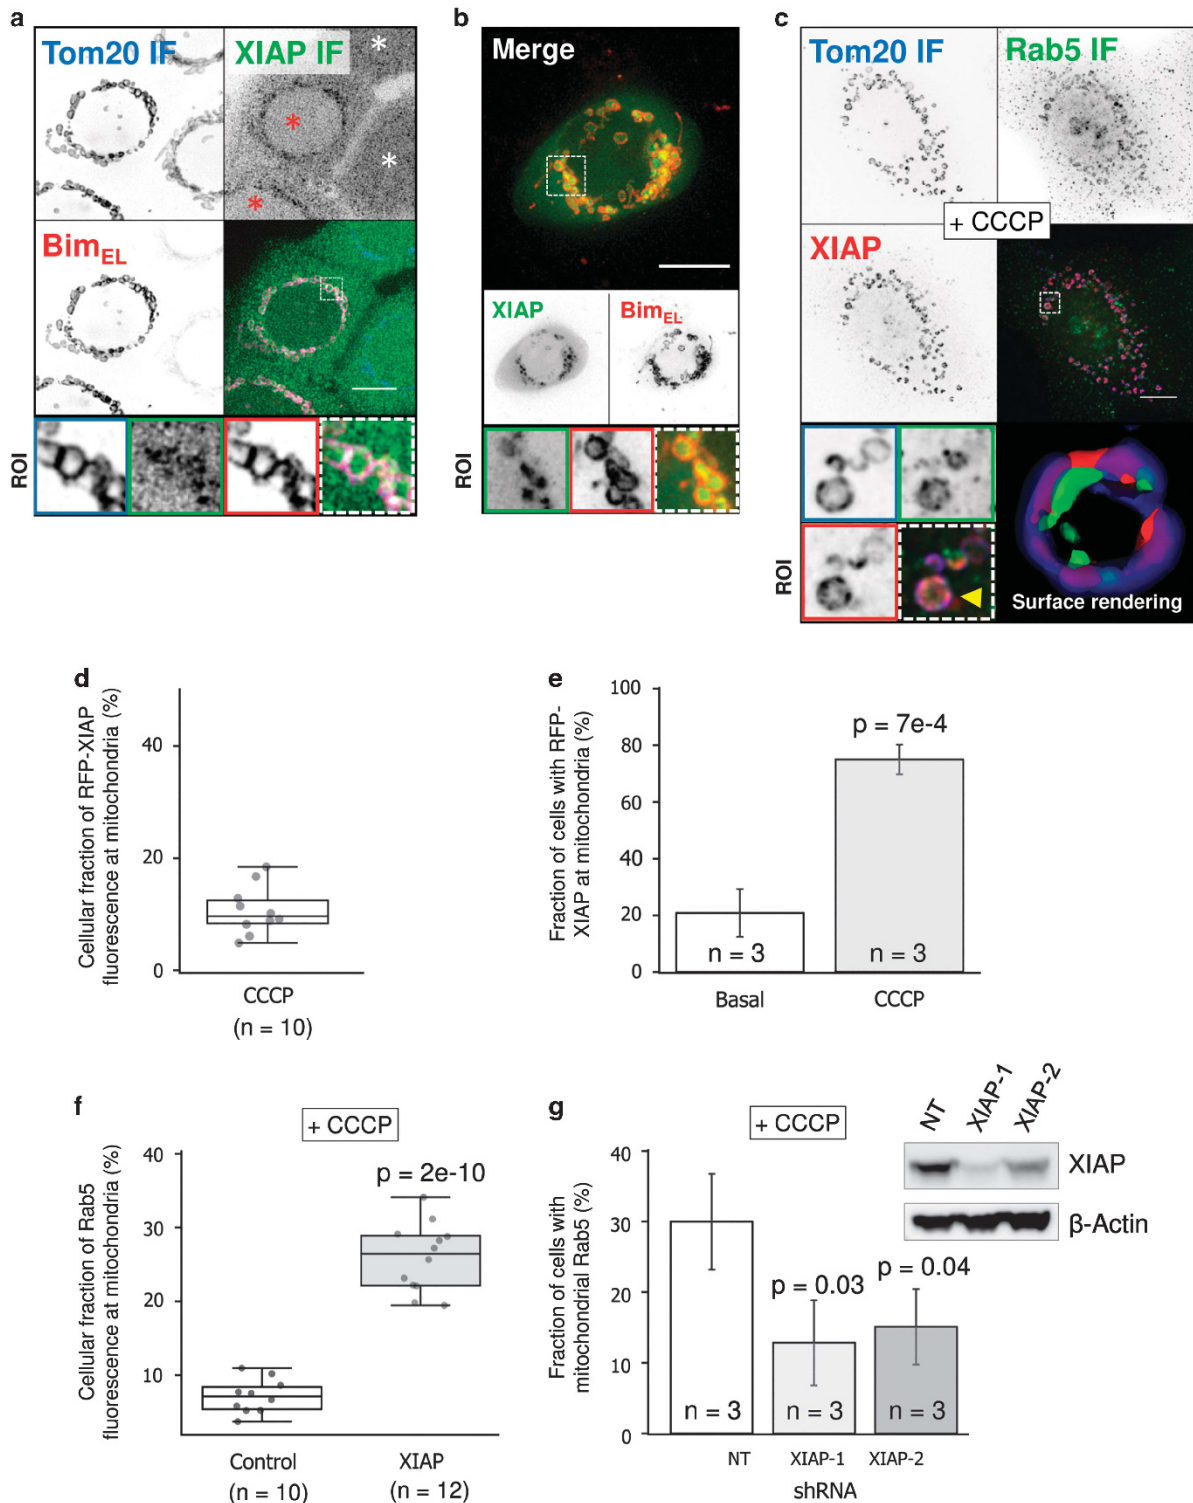 a
Tom20 IF
XIAP IF
*
*
*
*
Bim_EL
ROI
b
Merge
XIAP
Bim_EL
ROI
c
Tom20 IF
Rab5 IF
+ CCCP
XIAP
ROI
Surface rendering
d
Cellular fraction of RFP-XIAP
fluorescence at mitochondria (%)
40
20
0
CCCP
(n = 10)
e
Fraction of cells with RFP-
XIAP at mitochondria (%)
100
80
60
40
20
0
p = 7e-4
n = 3
n = 3
Basal
CCCP
f
+ CCCP
Cellular fraction of Rab5
fluorescence at mitochondria (%)
40
30
20
10
p = 2e-10
Control
XIAP
(n = 10)
(n = 12)
g
+ CCCP
Fraction of cells with
mitochondrial Rab5 (%)
40
30
20
10
0
p = 0.03
p = 0.04
n = 3
n = 3
n = 3
NT
XIAP-1
XIAP-2
shRNA
NT
XIAP-1
XIAP-2
XIAP
β-Actin